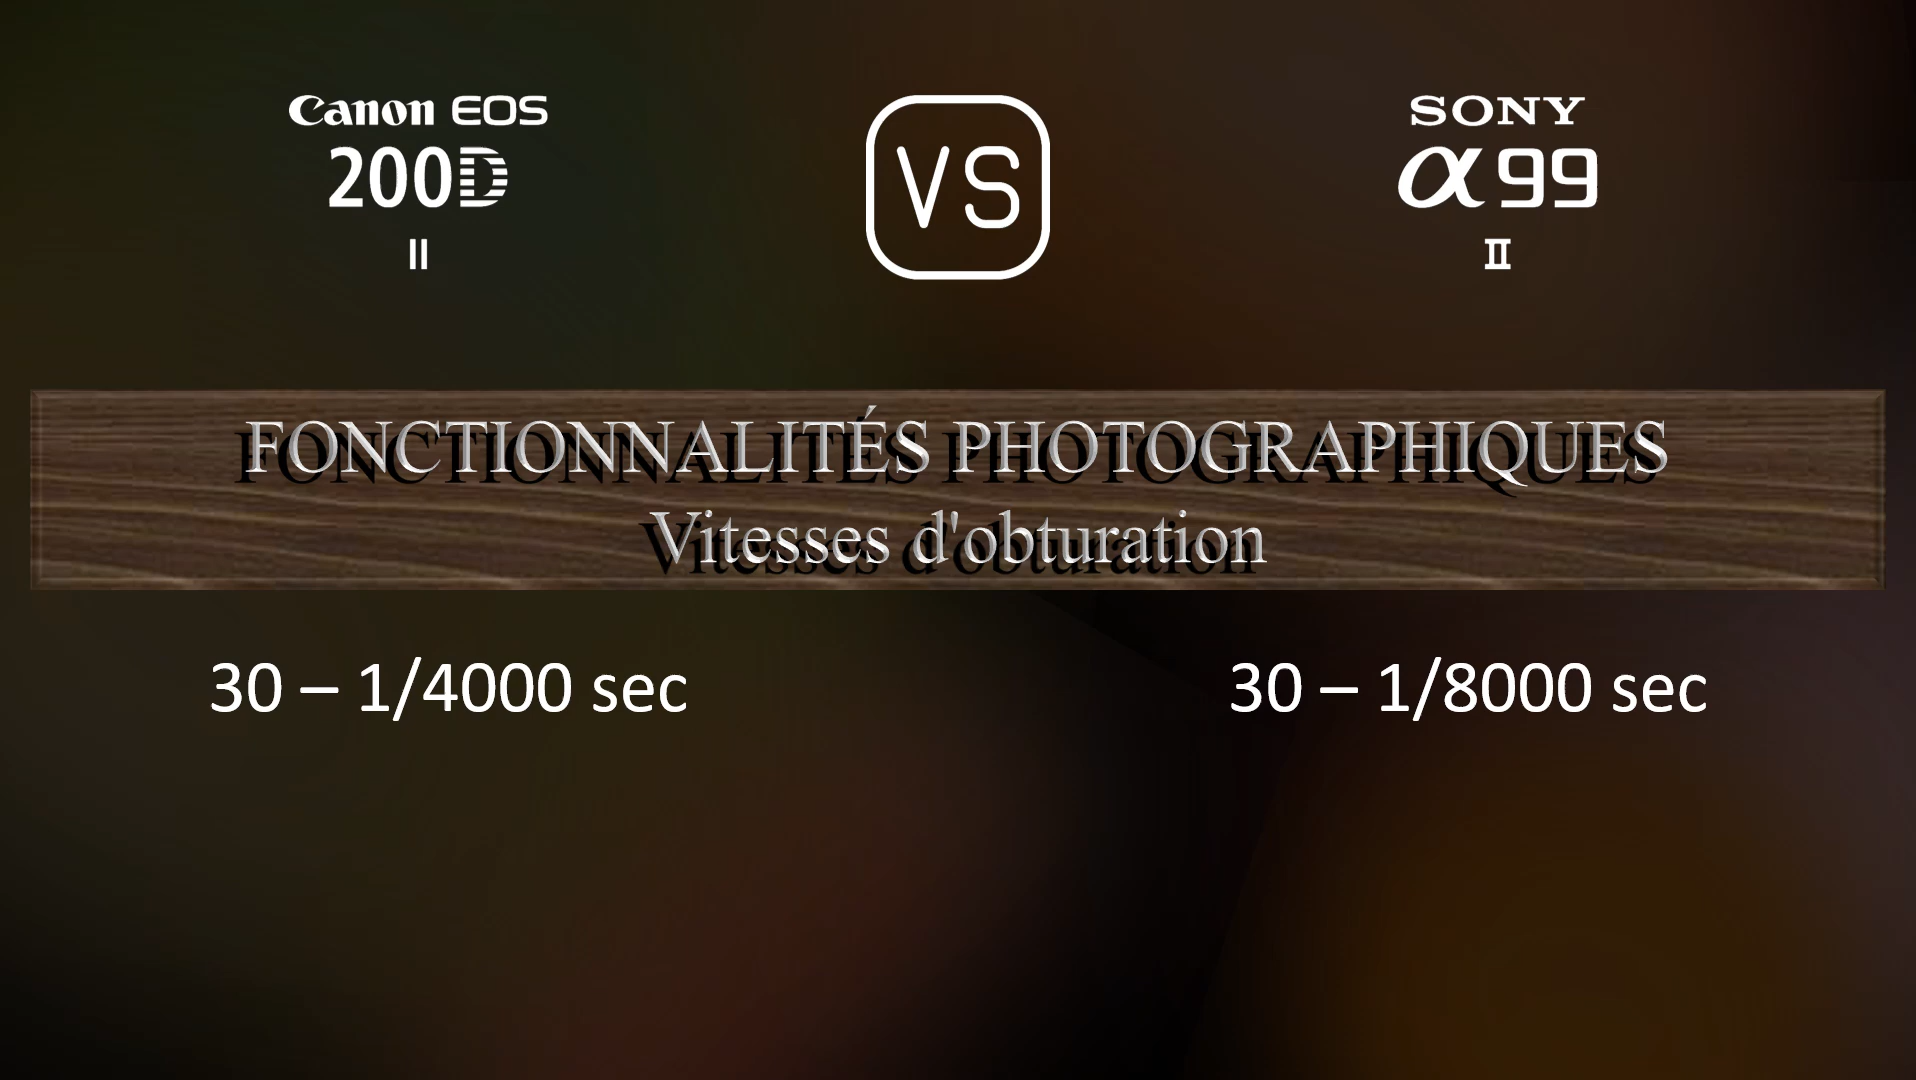 Canon EOS
200D
II
VS
SONY
α99
II
FONCTIONNALITÉS PHOTOGRAPHIQUES
Vitesses d'obturation
30 – 1/4000 sec
30 – 1/8000 sec